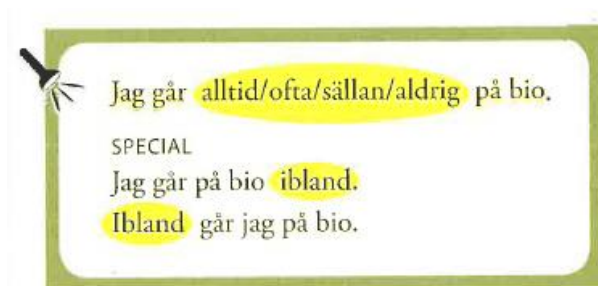 Jag går alltid/ofta/sällan/aldrig på bio.
SPECIAL
Jag går på bio ibland.
Ibland går jag på bio.